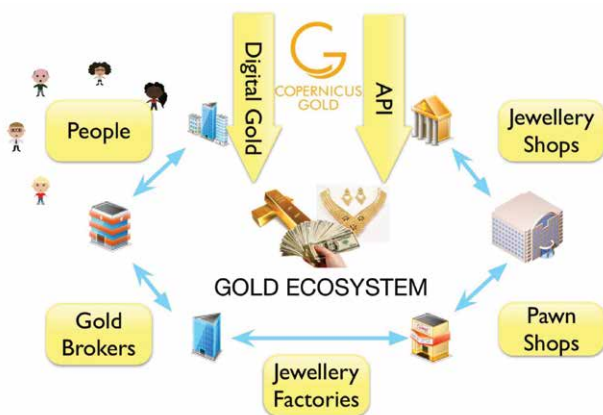 Digital Gold
COPERNICUS
GOLD
API
People
Jewellery
Shops
GOLD ECOSYSTEM
Gold
Brokers
Pawn
Shops
Jewellery
Factories